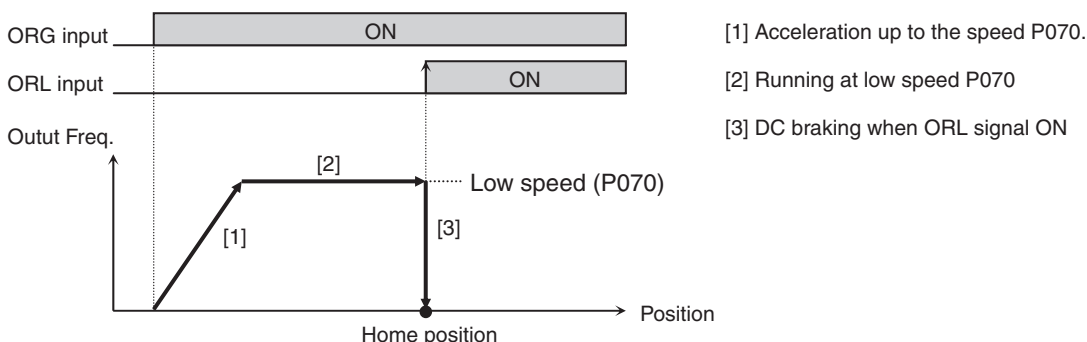 ORG input
ON
[1] Acceleration up to the speed P070.
ORL input
ON
[2] Running at low speed P070
[3] DC braking when ORL signal ON
Outut Freq.
[2]
Low speed (P070)
[1]
[3]
Position
Home position